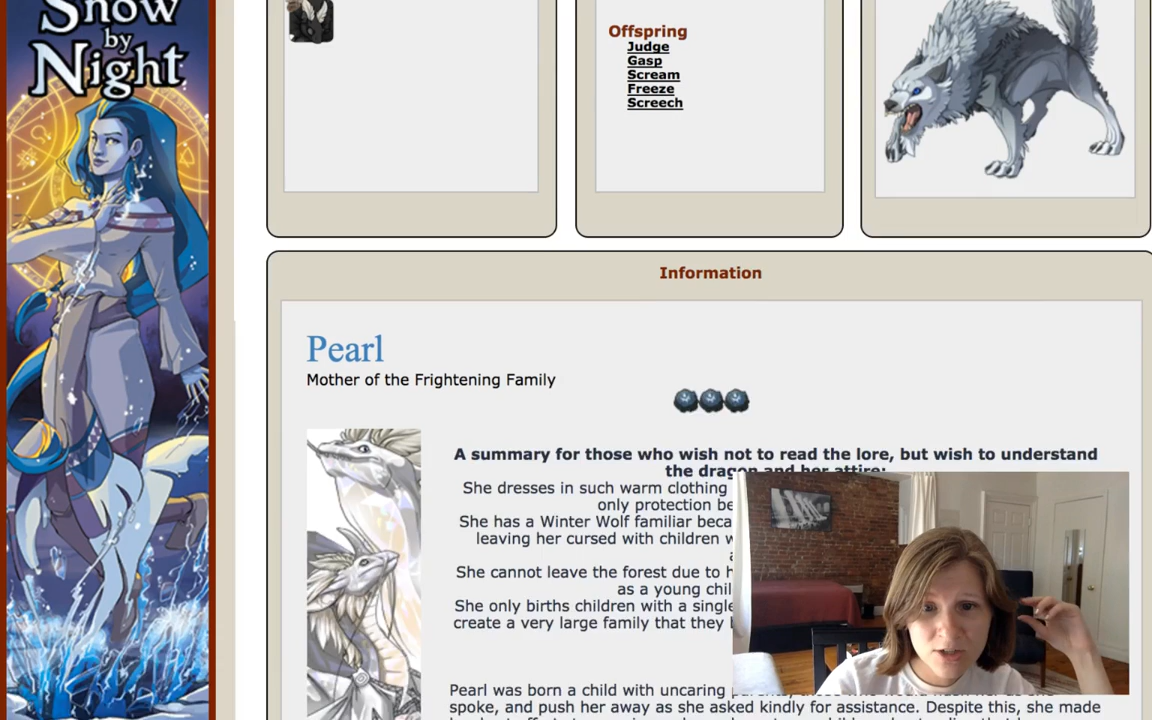 Snow
by
Night
Offspring
Judge
Gasp
Scream
Freeze
Screech
Information
Pearl
Mother of the Frightening Family
A summary for those who wish not to read the lore, but wish to understand
the dragon and her attire:
She dresses in such warm clothing
only protection
She has a Winter Wolf familiar
leaving her cursed with children
She cannot leave the forest due to
as a young
She only births children with a single
create a very large family that they
Pearl was born a child with uncaring
spoke, and push her away as she asked kindly for assistance. Despite this, she made